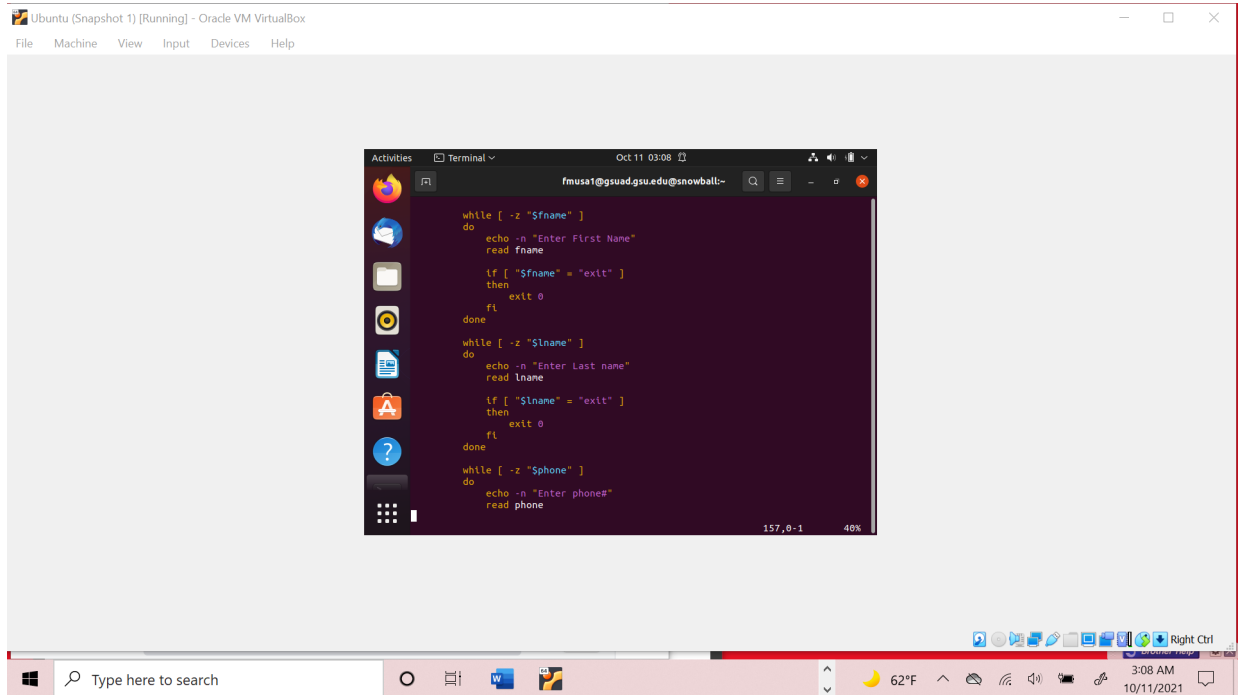 Ubuntu (Snapshot 1) [Running] - Oracle VM VirtualBox
File Machine View Input Devices Help
Activities Terminal Oct 11 03:08
fmusa1@gsuad.gsu.edu@snowball:~
while [ -z "$fname" ]
do
echo -n "Enter First Name"
read fname
if [ "$fname" = "exit" ]
then
exit 0
fi
done
while [ -z "$lname" ]
do
echo -n "Enter Last name"
read lname
if [ "$lname" = "exit" ]
then
exit 0
fi
done
while [ -z "$phone" ]
do
echo -n "Enter phone#"
read phone
157,0-1 40%
Right Ctrl
Type here to search
62°F
3:08 AM
10/11/2021